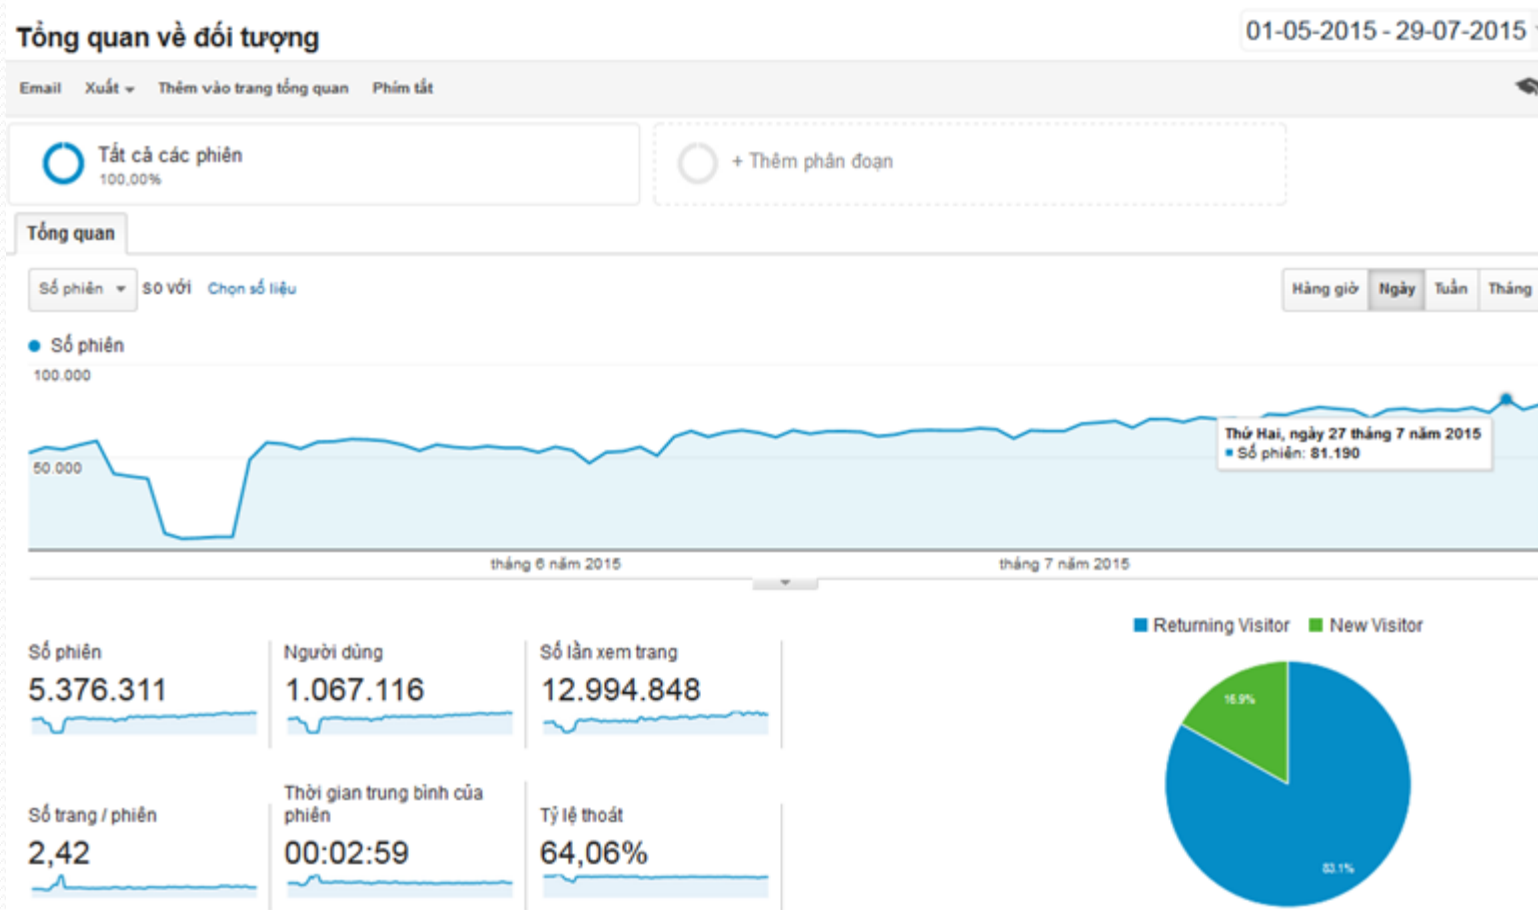 Tổng quan về đối tượng
01-05-2015 - 29-07-2015
Email Xuất Thêm vào trang tổng quan Phím tắt
Tất cả các phiên
100,00%
+ Thêm phân đoạn
Tổng quan
Số phiên so với Chọn số liệu
Hàng giờ Ngày Tuần Tháng
Số phiên
100.000
50.000
Thứ Hai, ngày 27 tháng 7 năm 2015
Số phiên: 81.190
tháng 6 năm 2015
tháng 7 năm 2015
Returning Visitor New Visitor
Số phiên
5.376.311
Người dùng
1.067.116
Số lần xem trang
12.994.848
16.9%
83.1%
Số trang / phiên
2,42
Thời gian trung bình của
phiên
00:02:59
Tỷ lệ thoát
64,06%